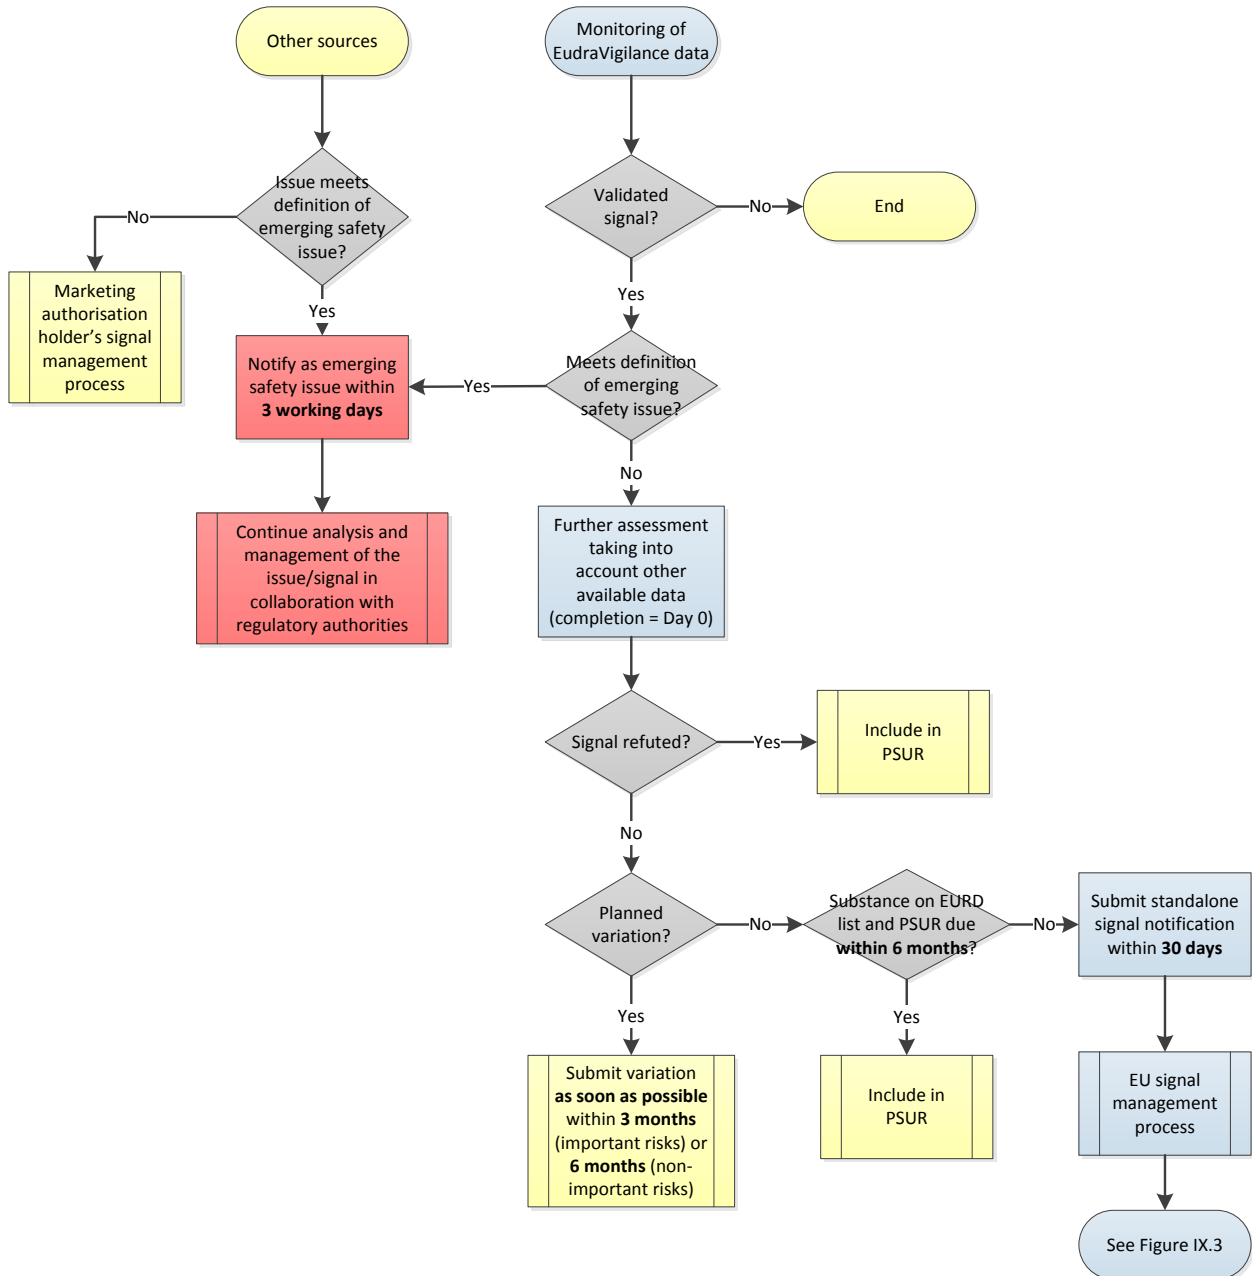 Other sources
Monitoring of
EudraVigilance data
Issue meets
definition of
emerging safety
issue?
Validated
signal?
No
End
No
Yes
Yes
Marketing
authorisation
holder's signal
management
process
Notify as emerging
safety issue within
3 working days
Yes
Meets definition
of emerging
safety issue?
No
Continue analysis and
management of the
issue/signal in
collaboration with
regulatory authorities
Further assessment
taking into
account other
available data
(completion = Day 0)
Signal refuted?
Yes
Include in
PSUR
No
Planned
variation?
No
Substance on EURD
list and PSUR due
within 6 months?
No
Submit standalone
signal notification
within 30 days
Yes
Yes
Submit variation
as soon as possible
within 3 months
(important risks) or
6 months (non-
important risks)
Include in
PSUR
EU signal
management
process
See Figure IX.3